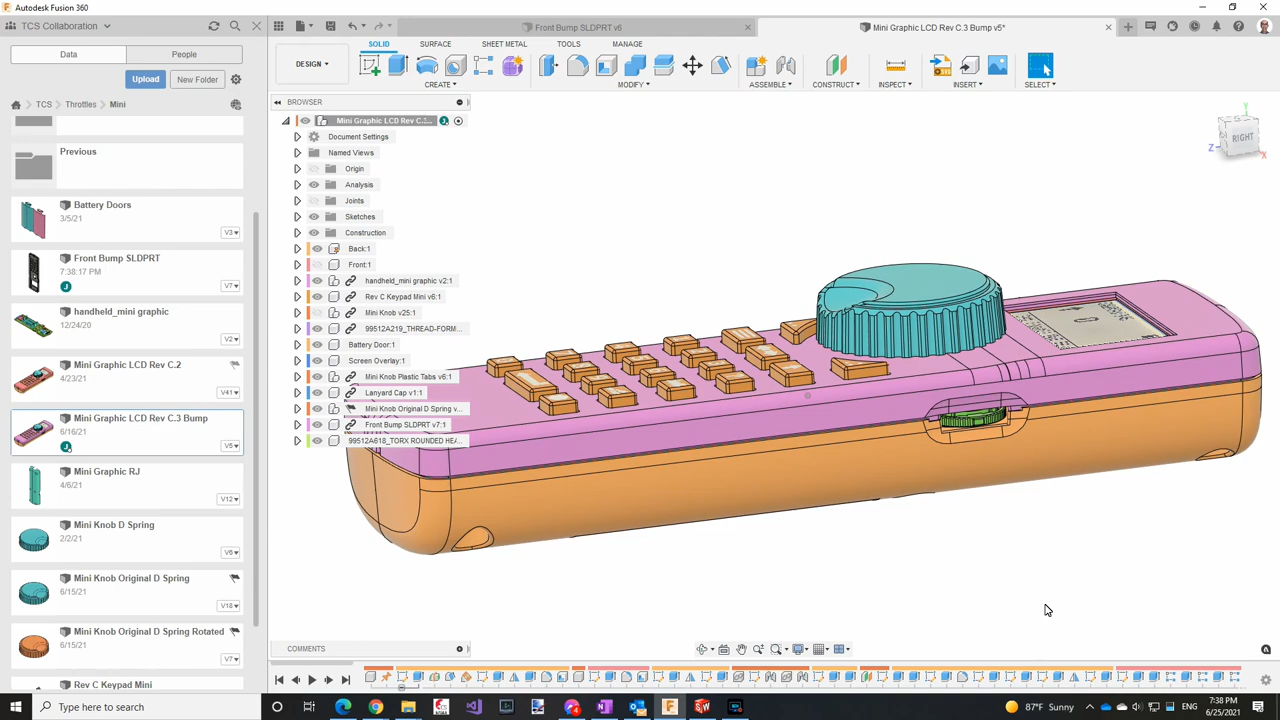 Autodesk Fusion 360
TCS Collaboration
Front Bump SLDPRT v6
Mini Graphic LCD Rev C.3 Bump v5*
Data
People
SOLID
SURFACE
SHEET METAL
TOOLS
MANAGE
Upload
New Folder
DESIGN
CREATE
MODIFY
ASSEMBLE
CONSTRUCT
INSPECT
INSERT
SELECT
TCS
Throttles
Mini
BROWSER
Mini Graphic LCD Rev C.3...
Document Settings
Named Views
Origin
Analysis
Joints
Sketches
Construction
Back:1
Front:1
handheld_mini graphic v2:1
Rev C Keypad Mini v6:1
Mini Knob v25:1
99512A219_THREAD-FORM...
Battery Door:1
Screen Overlay:1
Mini Knob Plastic Tabs v6:1
Lanyard Cap v1:1
Mini Knob Original D Spring v...
Front Bump SLDPRT v7:1
99512A618_TORX ROUNDED HEA...
Previous
Battery Doors
3/5/21
V3
Front Bump SLDPRT
7:38:17 PM
J
V7
handheld_mini graphic
12/24/20
V2
Mini Graphic LCD Rev C.2
4/23/21
V41
Mini Graphic LCD Rev C.3 Bump
6/16/21
J
V5
Mini Graphic RJ
4/6/21
V12
Mini Knob D Spring
2/2/21
V6
Mini Knob Original D Spring
6/15/21
V18
Mini Knob Original D Spring Rotated
6/15/21
V7
Rev C Keypad Mini
RIGHT
Y
Z
X
COMMENTS
Type here to search
87°F Sunny
7:38 PM
6/25/2021